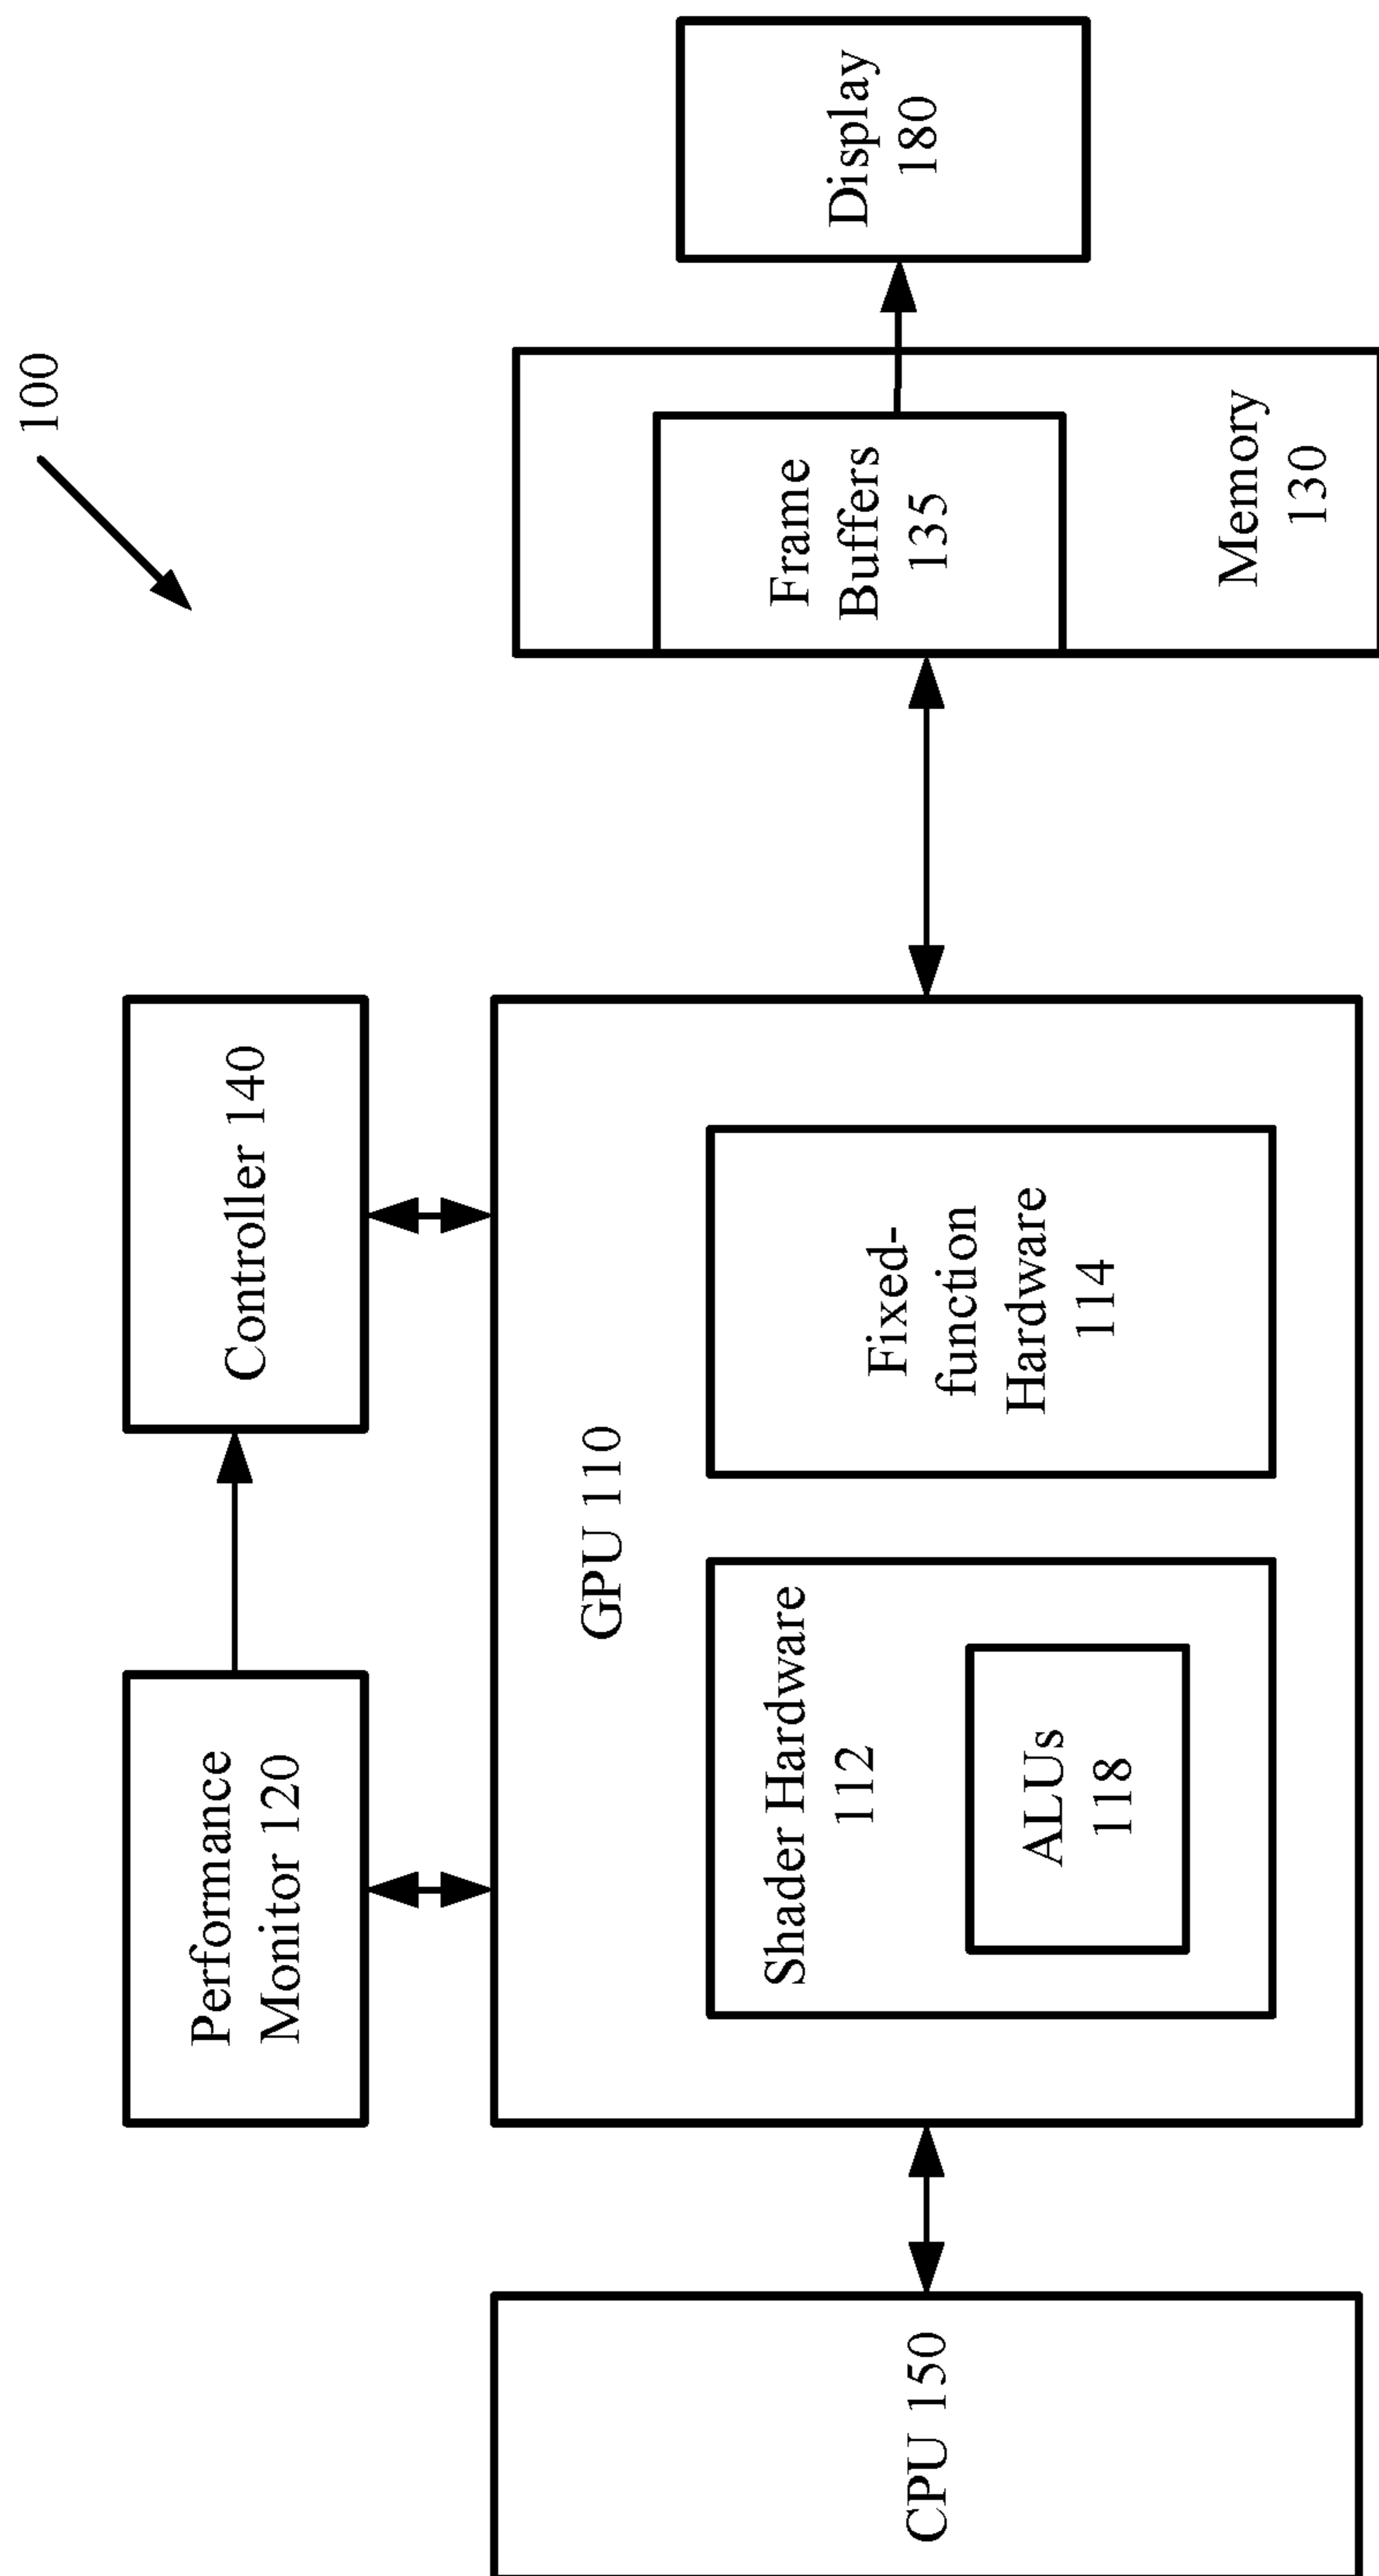 100
Performance
Monitor 120
Controller 140
CPU 150
GPU 110
Shader Hardware
112
ALUs
118
Fixed-
function
Hardware
114
Frame
Buffers
135
Memory
130
Display
180